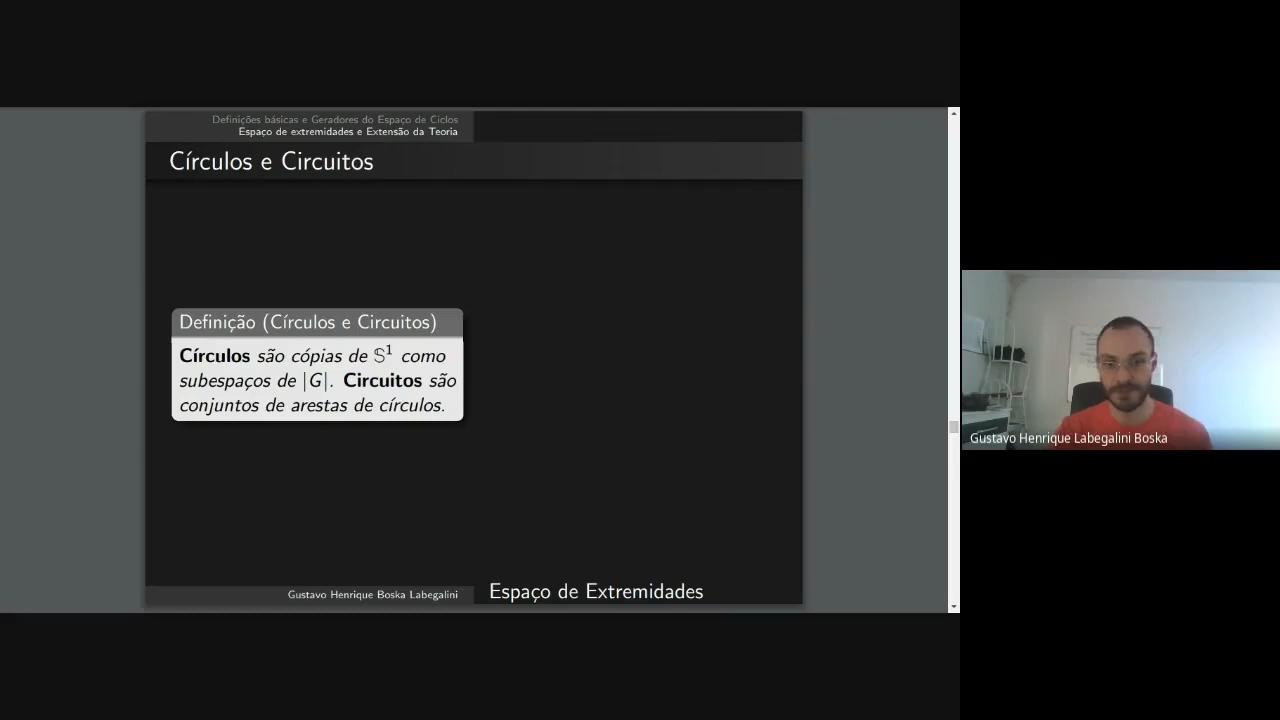 Definições básicas e Geradores do Espaço de Ciclos
Espaço de extremidades e Extensão da Teoria
Círculos e Circuitos
Definição (Círculos e Circuitos)
Círculos são cópias de 𝕊¹ como
subespaços de |G|. Circuitos são
conjuntos de arestas de círculos.
Gustavo Henrique Boska Labegalini
Espaço de Extremidades
Gustavo Henrique Labegalini Boska